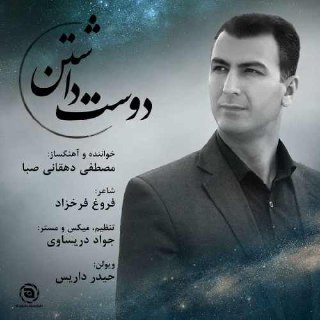 دوست داشتن
خواننده و آهنگساز:
مصطفی دهقانی صبا
شاعر:
فروغ فرخزاد
تنظیم، میکس و مستر:
جواد دریساوی
ویولن:
حیدر داریس